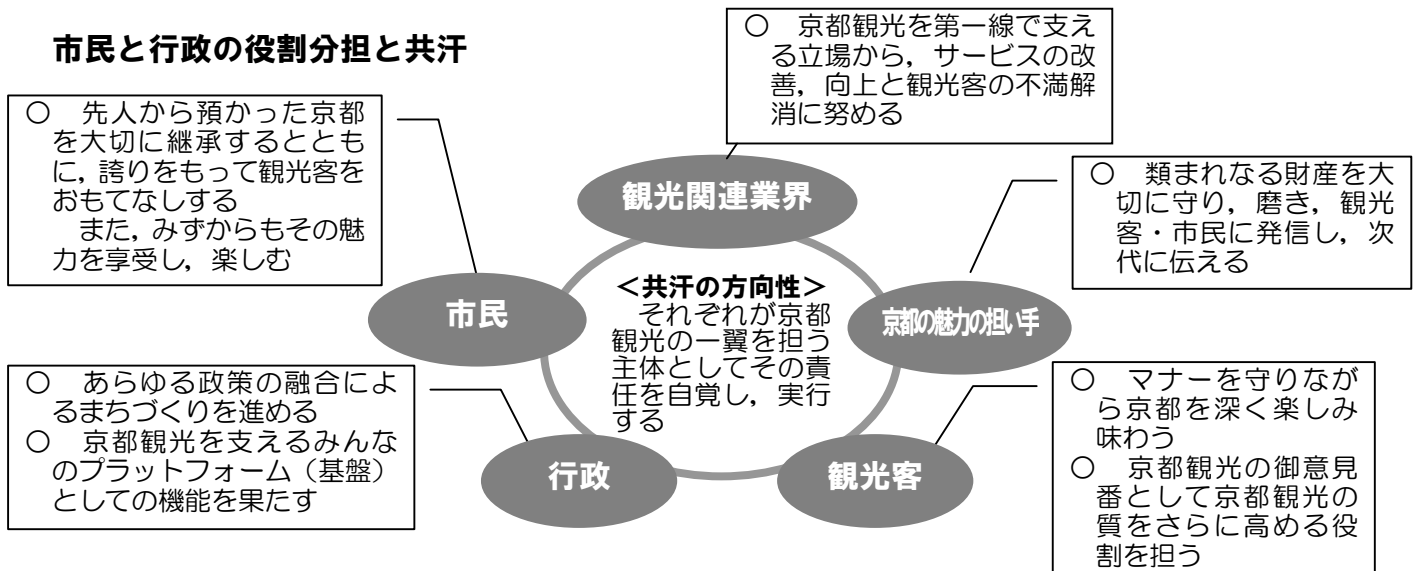 市民と行政の役割分担と共汗
○　京都観光を第一線で支え
る立場から，サービスの改
善，向上と観光客の不満解
消に努める
○　先人から預かった京都
を大切に継承するととも
に，誇りをもって観光客を
おもてなしする
また，みずからもその魅
力を享受し，楽しむ
観光関連業界
○　類まれなる財産を大
切に守り，磨き，観光
客・市民に発信し，次
代に伝える
市民
＜共汗の方向性＞
それぞれが京都
観光の一翼を担う
主体としてその責
任を自覚し，実行
する
京都の魅力の担い手
○　あらゆる政策の融合によ
るまちづくりを進める
○　京都観光を支えるみんな
のプラットフォーム（基盤）
としての機能を果たす
行政
観光客
○　マナーを守りなが
ら京都を深く楽しみ
味わう
○　京都観光の御意見
番として京都観光の
質をさらに高める役
割を担う